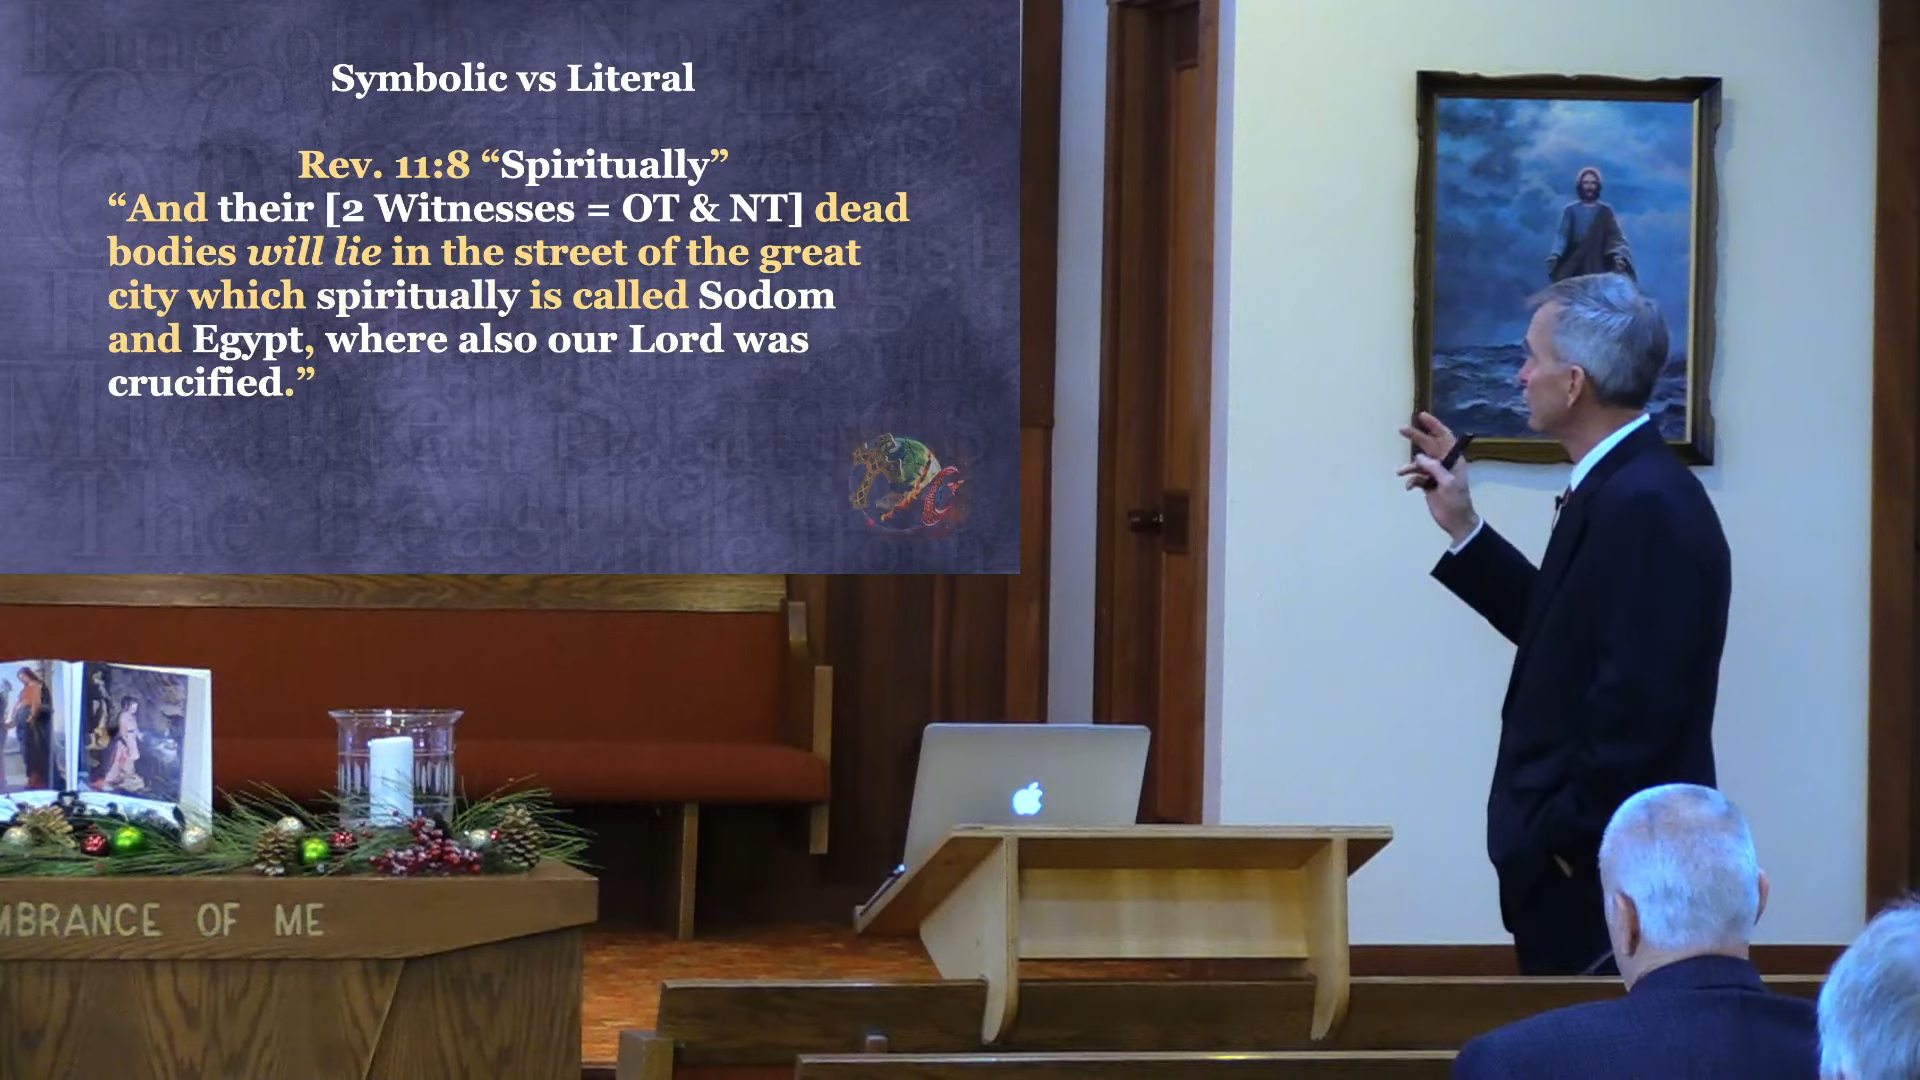 Symbolic vs Literal
Rev. 11:8 “Spiritually”
“And their [2 Witnesses = OT & NT] dead
bodies will lie in the street of the great
city which spiritually is called Sodom
and Egypt, where also our Lord was
crucified.”
MBRANCE OF ME